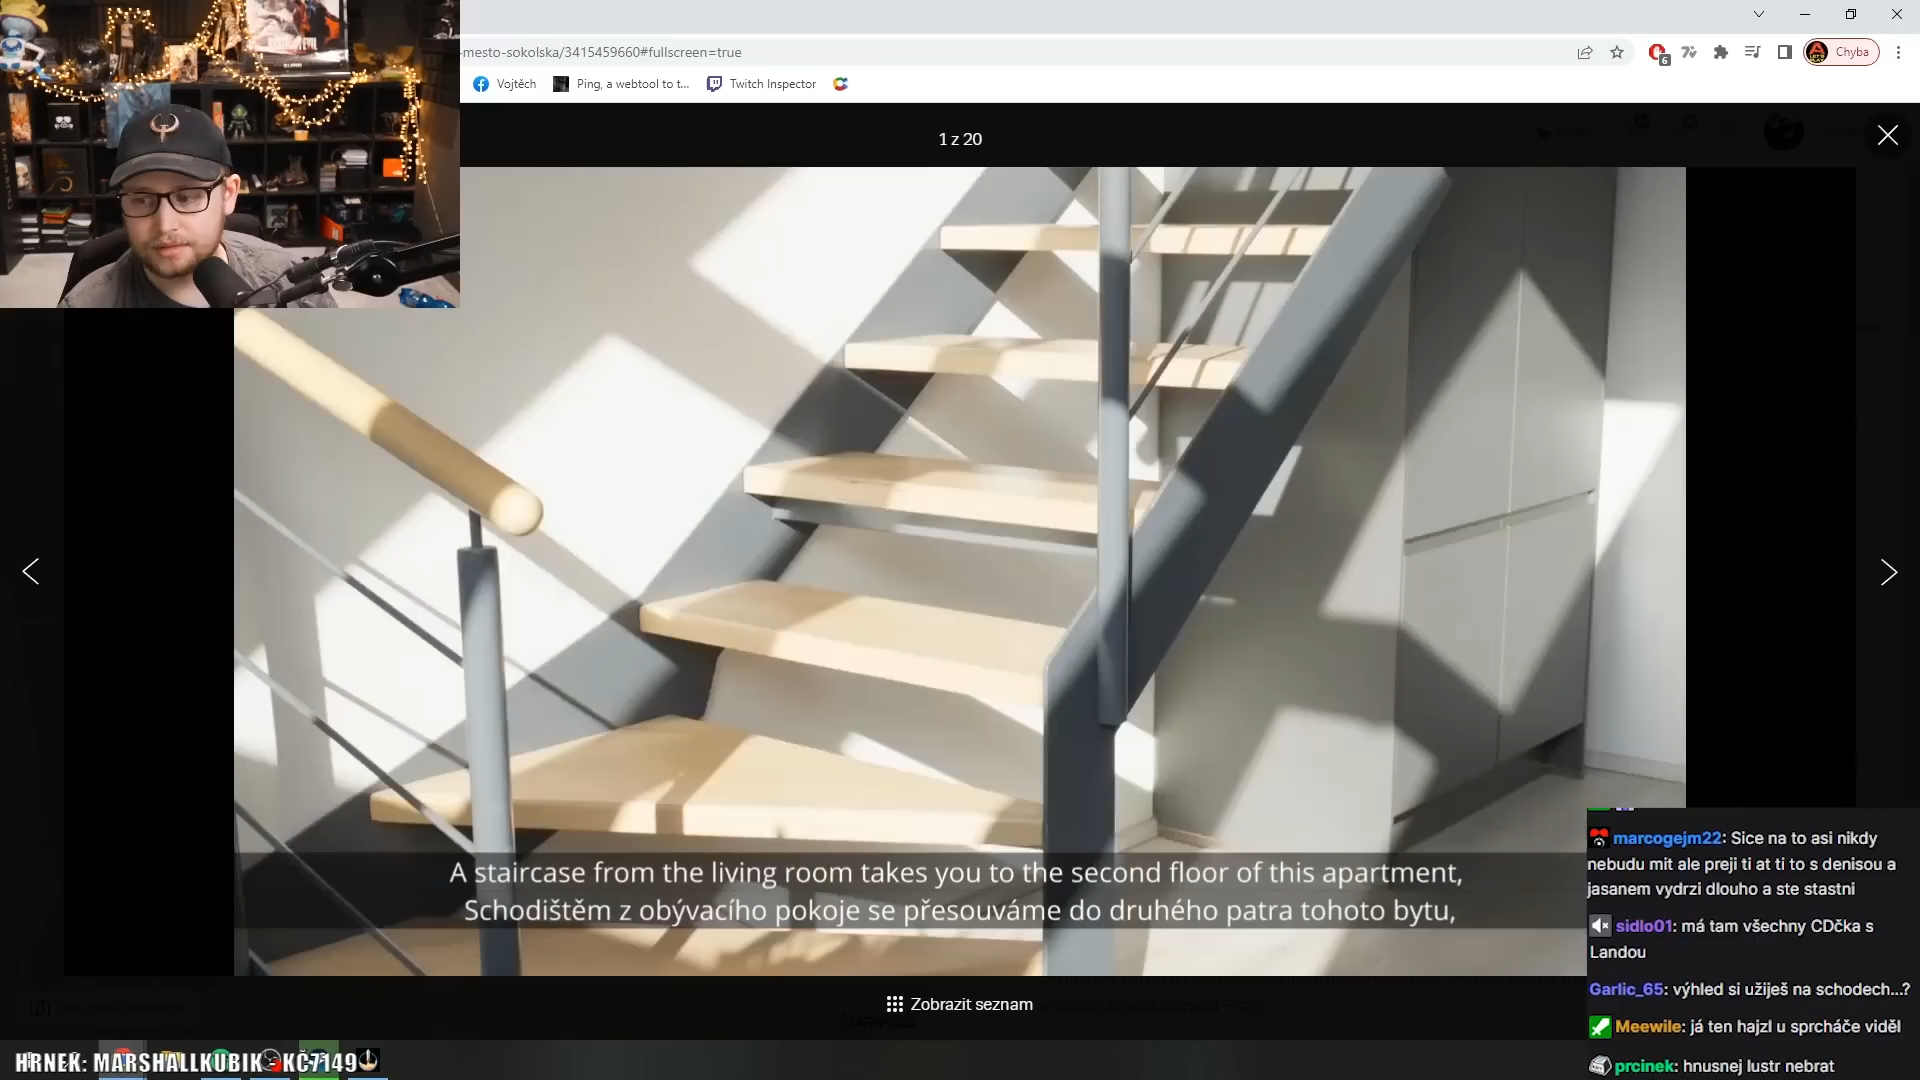 -mesto-sokolska/3415459660#fullscreen=true
6
Chyba
Vojtěch
Ping, a webtool to t...
Twitch Inspector
1 z 20
A staircase from the living room takes you to the second floor of this apartment,
Schodištěm z obývacího pokoje se přesouváme do druhého patra tohoto bytu,
Zobrazit seznam
marcogejm22: Sice na to asi nikdy
nebudu mit ale preji ti at ti to s denisou a
jasanem vydrzi dlouho a ste stastni
sidlo01: má tam všechny CDčka s
Landou
Garlic_65: výhled si užiješ na schodech...?
Meewile: já ten hajzl u sprcháče viděl
prcinek: hnusnej lustr nebrat
HRNEK: MARSHALLKUBIK - KČ7149